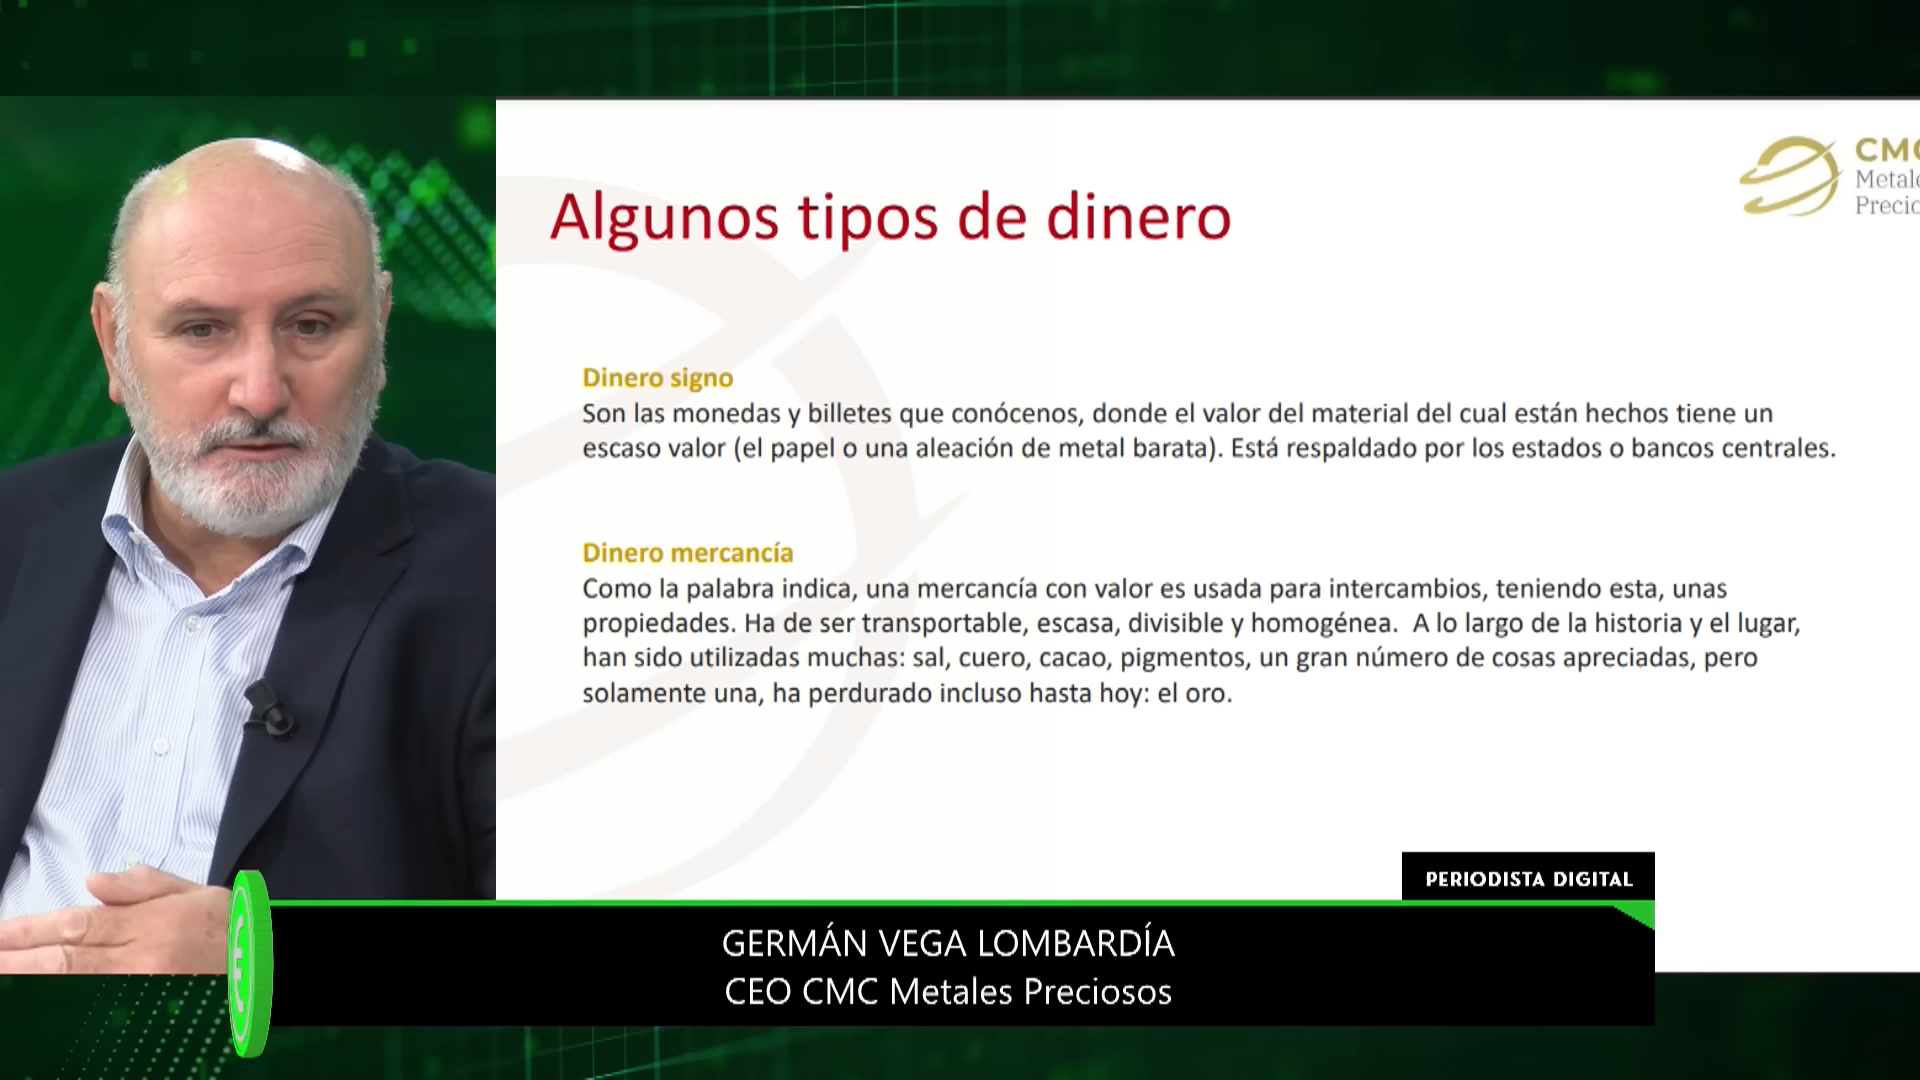 CMC
Metale
Precio
Algunos tipos de dinero
Dinero signo
Son las monedas y billetes que conócenos, donde el valor del material del cual están hechos tiene un
escaso valor (el papel o una aleación de metal barata). Está respaldado por los estados o bancos centrales.
Dinero mercancía
Como la palabra indica, una mercancía con valor es usada para intercambios, teniendo esta, unas
propiedades. Ha de ser transportable, escasa, divisible y homogénea. A lo largo de la historia y el lugar,
han sido utilizadas muchas: sal, cuero, cacao, pigmentos, un gran número de cosas apreciadas, pero
solamente una, ha perdurado incluso hasta hoy: el oro.
PERIODISTA DIGITAL
GERMÁN VEGA LOMBARDÍA
CEO CMC Metales Preciosos